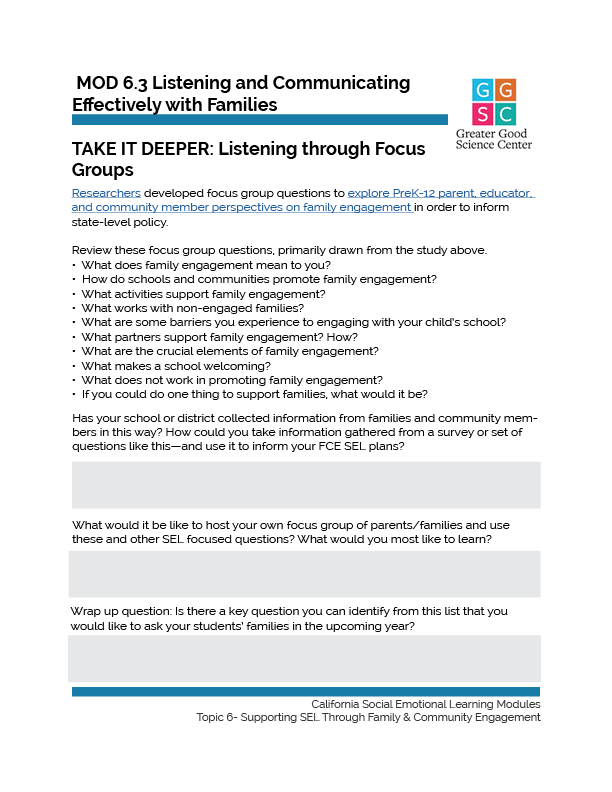 MOD 6.3 Listening and Communicating
Effectively with Families
G G
S C
Greater Good
Science Center
TAKE IT DEEPER: Listening through Focus
Groups
Researchers developed focus group questions to explore PreK-12 parent, educator,
and community member perspectives on family engagement in order to inform
state-level policy.
Review these focus group questions, primarily drawn from the study above.
• What does family engagement mean to you?
• How do schools and communities promote family engagement?
• What activities support family engagement?
• What works with non-engaged families?
• What are some barriers you experience to engaging with your child's school?
• What partners support family engagement? How?
• What are the crucial elements of family engagement?
• What makes a school welcoming?
• What does not work in promoting family engagement?
• If you could do one thing to support families, what would it be?
Has your school or district collected information from families and community mem-
bers in this way? How could you take information gathered from a survey or set of
questions like this—and use it to inform your FCE SEL plans?
What would it be like to host your own focus group of parents/families and use
these and other SEL focused questions? What would you most like to learn?
Wrap up question: Is there a key question you can identify from this list that you
would like to ask your students' families in the upcoming year?
California Social Emotional Learning Modules
Topic 6- Supporting SEL Through Family & Community Engagement